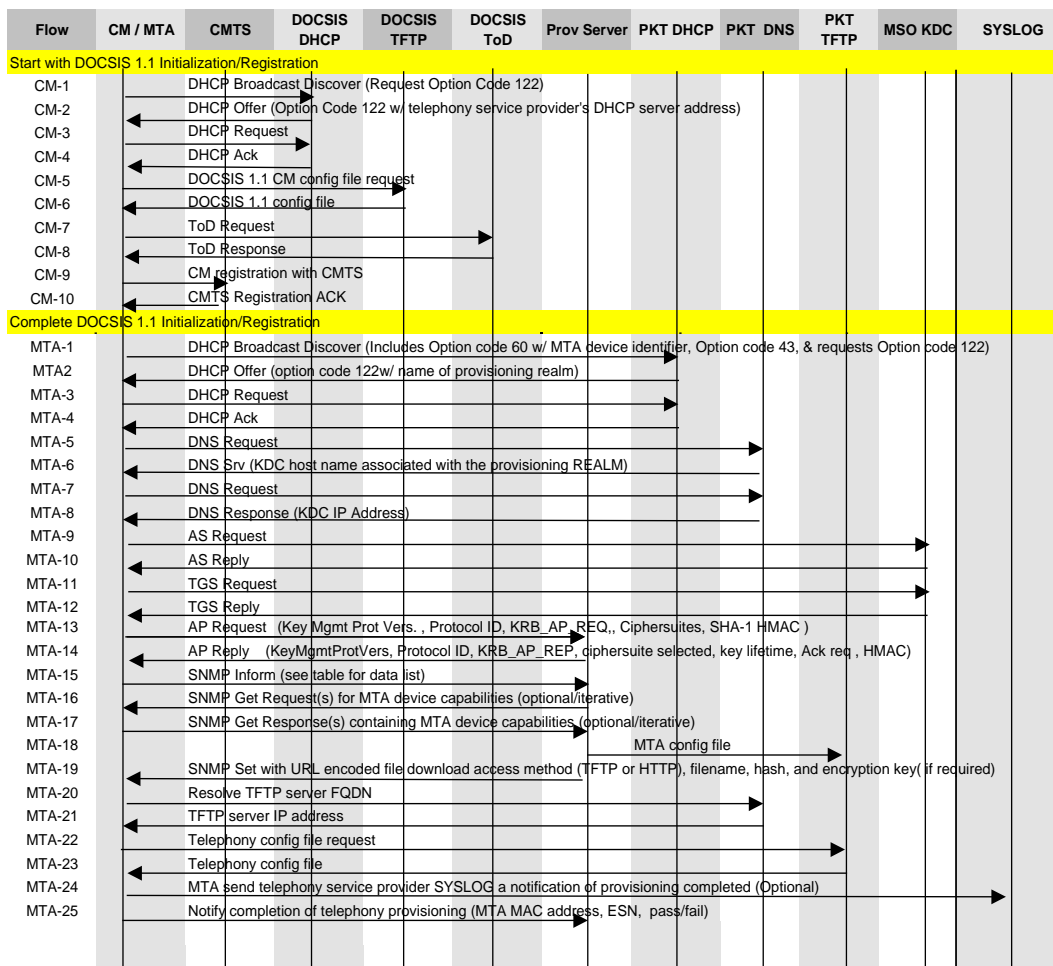 Flow CM / MTA CMTS DOCSIS DHCP DOCSIS TFTP DOCSIS ToD Prov Server PKT DHCP PKT DNS PKT TFTP MSO KDC SYSLOG
Start with DOCSIS 1.1 Initialization/Registration
CM-1 DHCP Broadcast Discover (Request Option Code 122)
CM-2 DHCP Offer (Option Code 122 w/ telephony service provider's DHCP server address)
CM-3 DHCP Request
CM-4 DHCP Ack
CM-5 DOCSIS 1.1 CM config file request
CM-6 DOCSIS 1.1 config file
CM-7 ToD Request
CM-8 ToD Response
CM-9 CM registration with CMTS
CM-10 CMTS Registration ACK
Complete DOCSIS 1.1 Initialization/Registration
MTA-1 DHCP Broadcast Discover (Includes Option code 60 w/ MTA device identifier, Option code 43, & requests Option code 122)
MTA2 DHCP Offer (option code 122w/ name of provisioning realm)
MTA-3 DHCP Request
MTA-4 DHCP Ack
MTA-5 DNS Request
MTA-6 DNS Srv (KDC host name associated with the provisioning REALM)
MTA-7 DNS Request
MTA-8 DNS Response (KDC IP Address)
MTA-9 AS Request
MTA-10 AS Reply
MTA-11 TGS Request
MTA-12 TGS Reply
MTA-13 AP Request (Key Mgmt Prot Vers. , Protocol ID, KRB_AP_REQ,, Ciphersuites, SHA-1 HMAC )
MTA-14 AP Reply (KeyMgmtProtVers, Protocol ID, KRB_AP_REP, ciphersuite selected, key lifetime, Ack req , HMAC)
MTA-15 SNMP Inform (see table for data list)
MTA-16 SNMP Get Request(s) for MTA device capabilities (optional/iterative)
MTA-17 SNMP Get Response(s) containing MTA device capabilities (optional/iterative)
MTA-18 MTA config file
MTA-19 SNMP Set with URL encoded file download access method (TFTP or HTTP), filename, hash, and encryption key( if required)
MTA-20 Resolve TFTP server FQDN
MTA-21 TFTP server IP address
MTA-22 Telephony config file request
MTA-23 Telephony config file
MTA-24 MTA send telephony service provider SYSLOG a notification of provisioning completed (Optional)
MTA-25 Notify completion of telephony provisioning (MTA MAC address, ESN, pass/fail)